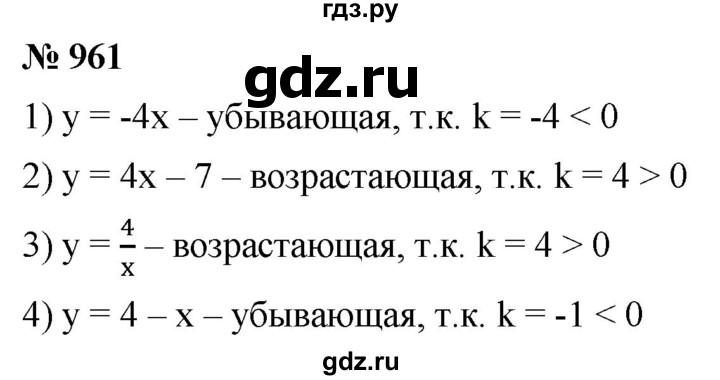 гдз.ру
№ 961
gdz.ru
1) y = -4x – убывающая, т.к. k = -4 < 0
2) y = 4x – 7 – возрастающая, т.к. k = 4 > 0
3) y = 4/x – возрастающая, т.к. k = 4 > 0
4) y = 4 – x – убывающая, т.к. k = -1 < 0
gdz.ru